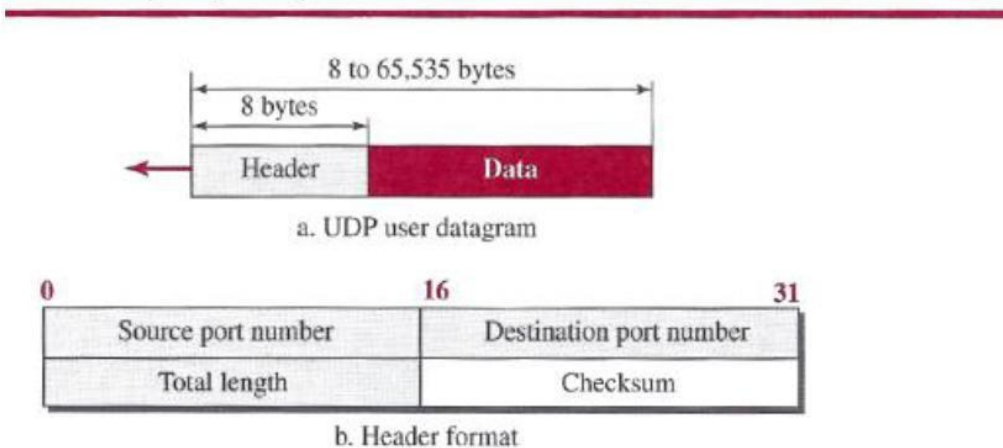 8 to 65,535 bytes
8 bytes
Header Data
a. UDP user datagram
0 16 31
Source port number Destination port number
Total length Checksum
b. Header format